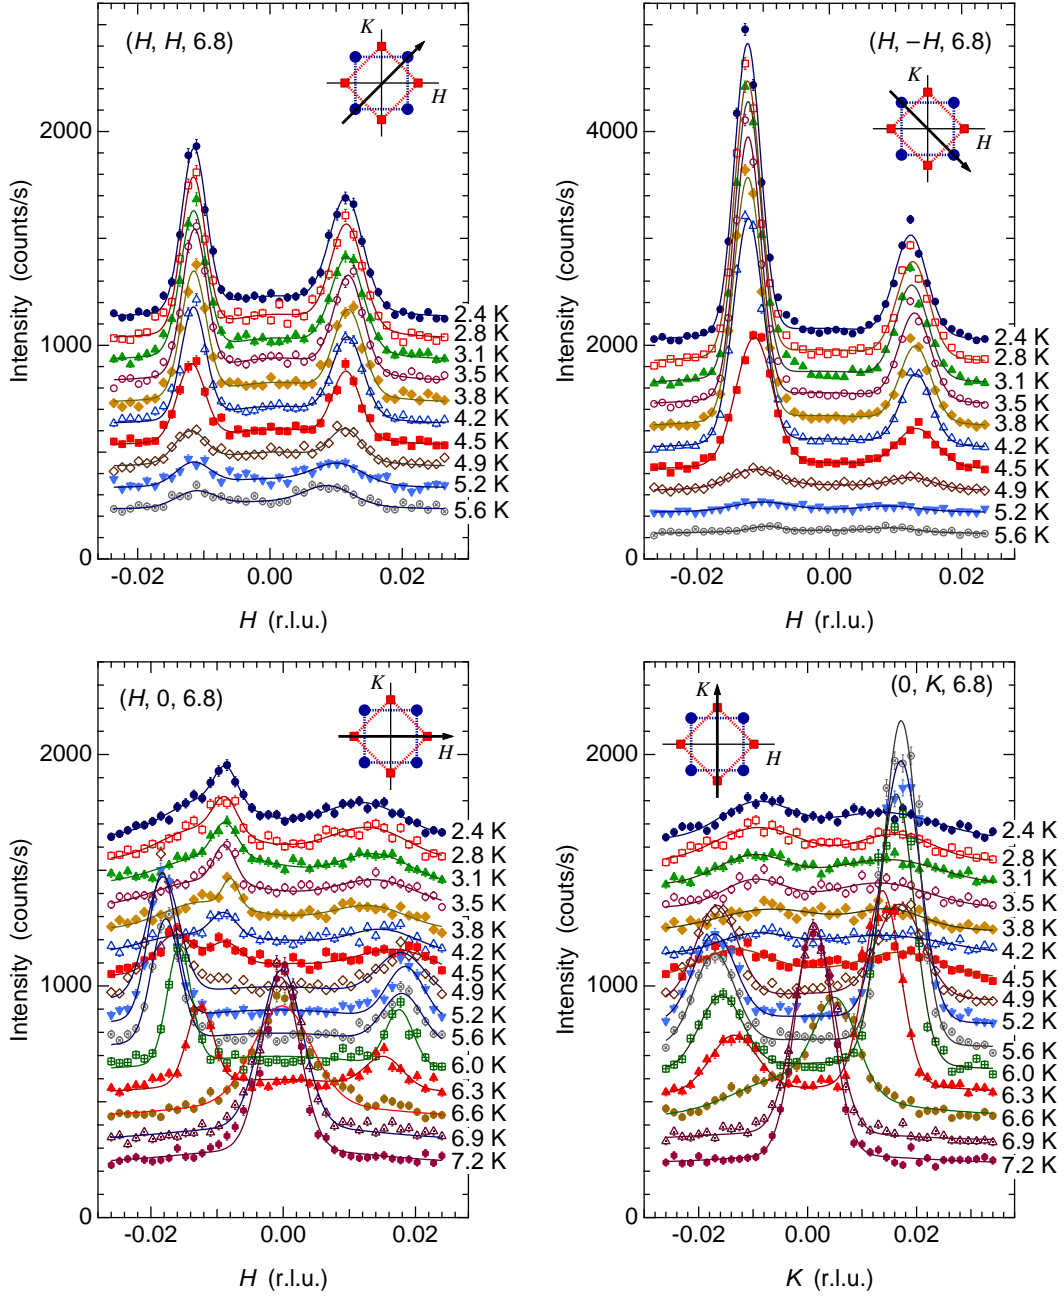 (H, H, 6.8)
K
H
Intensity (counts/s)
2000
1000
0
2.4 K
2.8 K
3.1 K
3.5 K
3.8 K
4.2 K
4.5 K
4.9 K
5.2 K
5.6 K
-0.02
0.00
0.02
H (r.l.u.)
(H, −H, 6.8)
K
H
Intensity (counts/s)
4000
2000
0
2.4 K
2.8 K
3.1 K
3.5 K
3.8 K
4.2 K
4.5 K
4.9 K
5.2 K
5.6 K
-0.02
0.00
0.02
H (r.l.u.)
(H, 0, 6.8)
K
H
Intensity (couts/s)
2000
1000
0
2.4 K
2.8 K
3.1 K
3.5 K
3.8 K
4.2 K
4.5 K
4.9 K
5.2 K
5.6 K
6.0 K
6.3 K
6.6 K
6.9 K
7.2 K
-0.02
0.00
0.02
H (r.l.u.)
(0, K, 6.8)
K
H
Intensity (couts/s)
2000
1000
0
2.4 K
2.8 K
3.1 K
3.5 K
3.8 K
4.2 K
4.5 K
4.9 K
5.2 K
5.6 K
6.0 K
6.3 K
6.6 K
6.9 K
7.2 K
-0.02
0.00
0.02
K (r.l.u.)